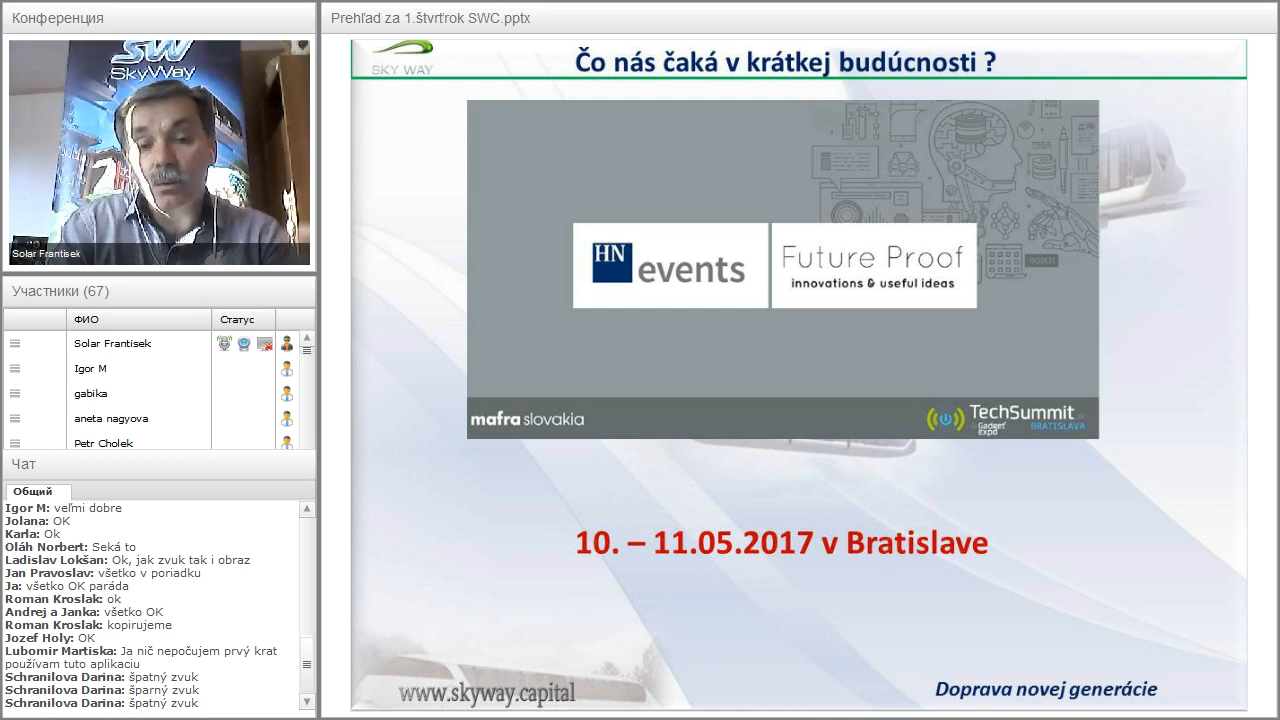 Конференция
SW
SKYWAY
Solar Frantisek
Участники (67)
ФИО
Статус
Solar Frantisek
Igor M
gabika
aneta nagyova
Petr Cholek
Чат
Общий
Igor M: veľmi dobre
Jolana: OK
Karla: Ok
Oláh Norbert: Seká to
Ladislav Lokšan: Ok, jak zvuk tak i obraz
Jan Pravoslav: všetko v poriadku
Ja: všetko OK paráda
Roman Kroslak: ok
Andrej a Janka: všetko OK
Roman Kroslak: kopirujeme
Jozef Holy: OK
Lubomir Martiska: Ja nič nepočujem prvý krat
používam tuto aplikaciu
Schranilova Darina: špatný zvuk
Schranilova Darina: šparný zvuk
Schranilova Darina: špatný zvuk
Prehľad za 1.štvrťrok SWC.pptx
SKY WAY
Čo nás čaká v krátkej budúcnosti ?
ROBOT
HN
events
Future Proof
innovations & useful ideas
mafra slovakia
TechSummit
& Gadget
Expo
BRATISLAVA
10. – 11.05.2017 v Bratislave
www.skyway.capital
Doprava novej generácie